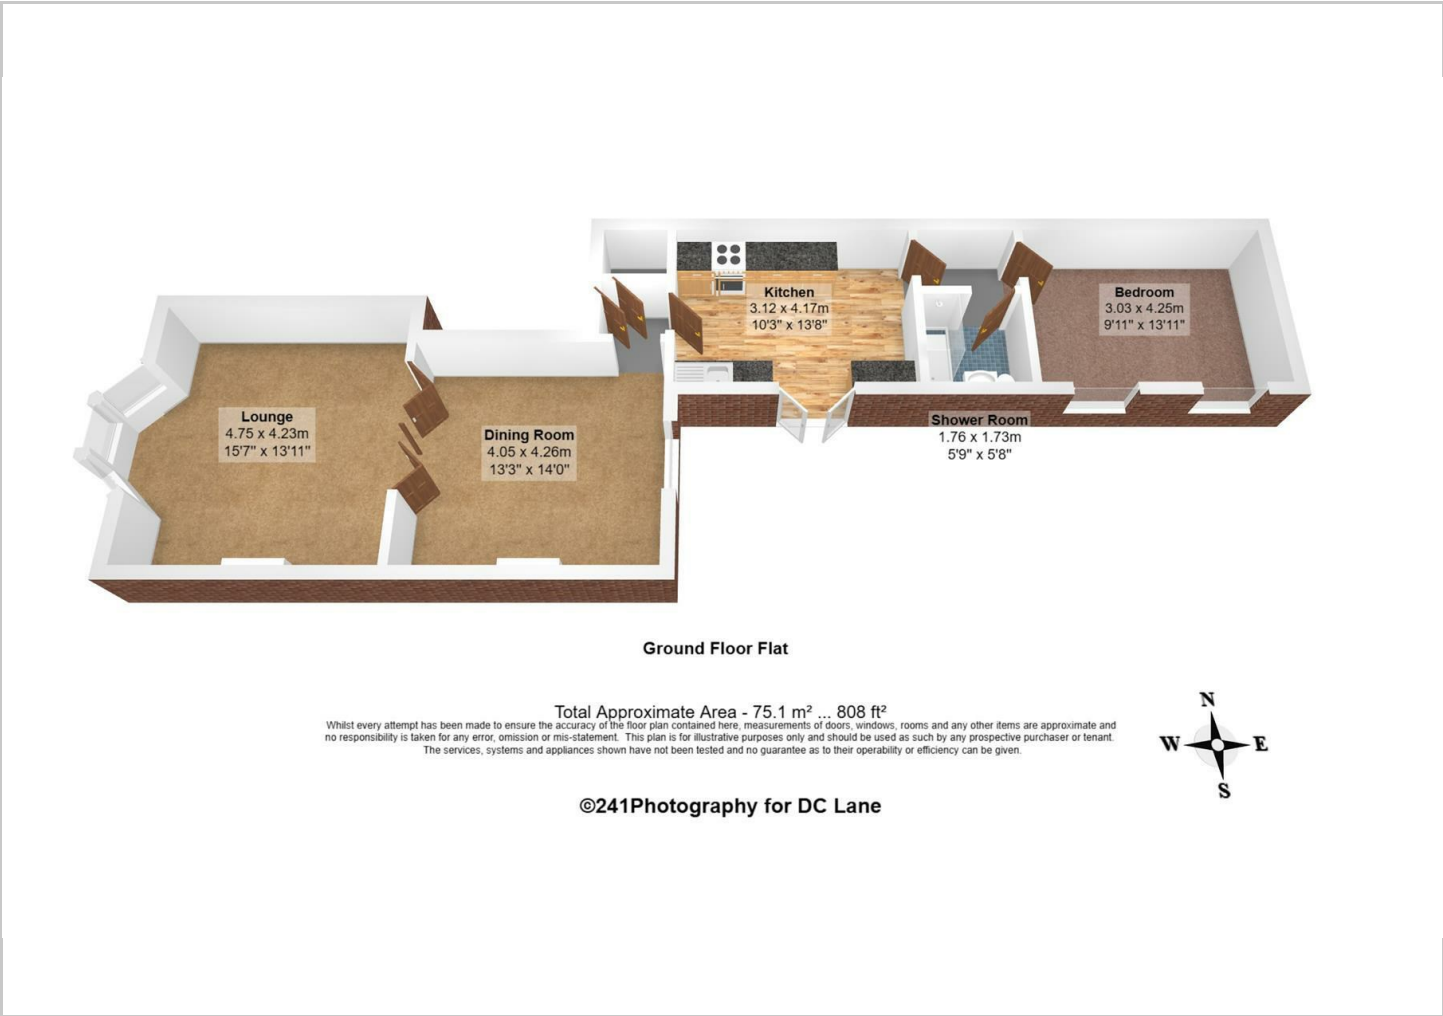 Kitchen
3.12 x 4.17m
10'3" x 13'8"
Bedroom
3.03 x 4.25m
9'11" x 13'11"
Lounge
4.75 x 4.23m
15'7" x 13'11"
Dining Room
4.05 x 4.26m
13'3" x 14'0"
Shower Room
1.76 x 1.73m
5'9" x 5'8"
Ground Floor Flat
Total Approximate Area - 75.1 m² ... 808 ft²
Whilst every attempt has been made to ensure the accuracy of the floor plan contained here, measurements of doors, windows, rooms and any other items are approximate and
no responsibility is taken for any error, omission or mis-statement. This plan is for illustrative purposes only and should be used as such by any prospective purchaser or tenant.
The services, systems and appliances shown have not been tested and no guarantee as to their operability or efficiency can be given.
N
W E
S
©241Photography for DC Lane